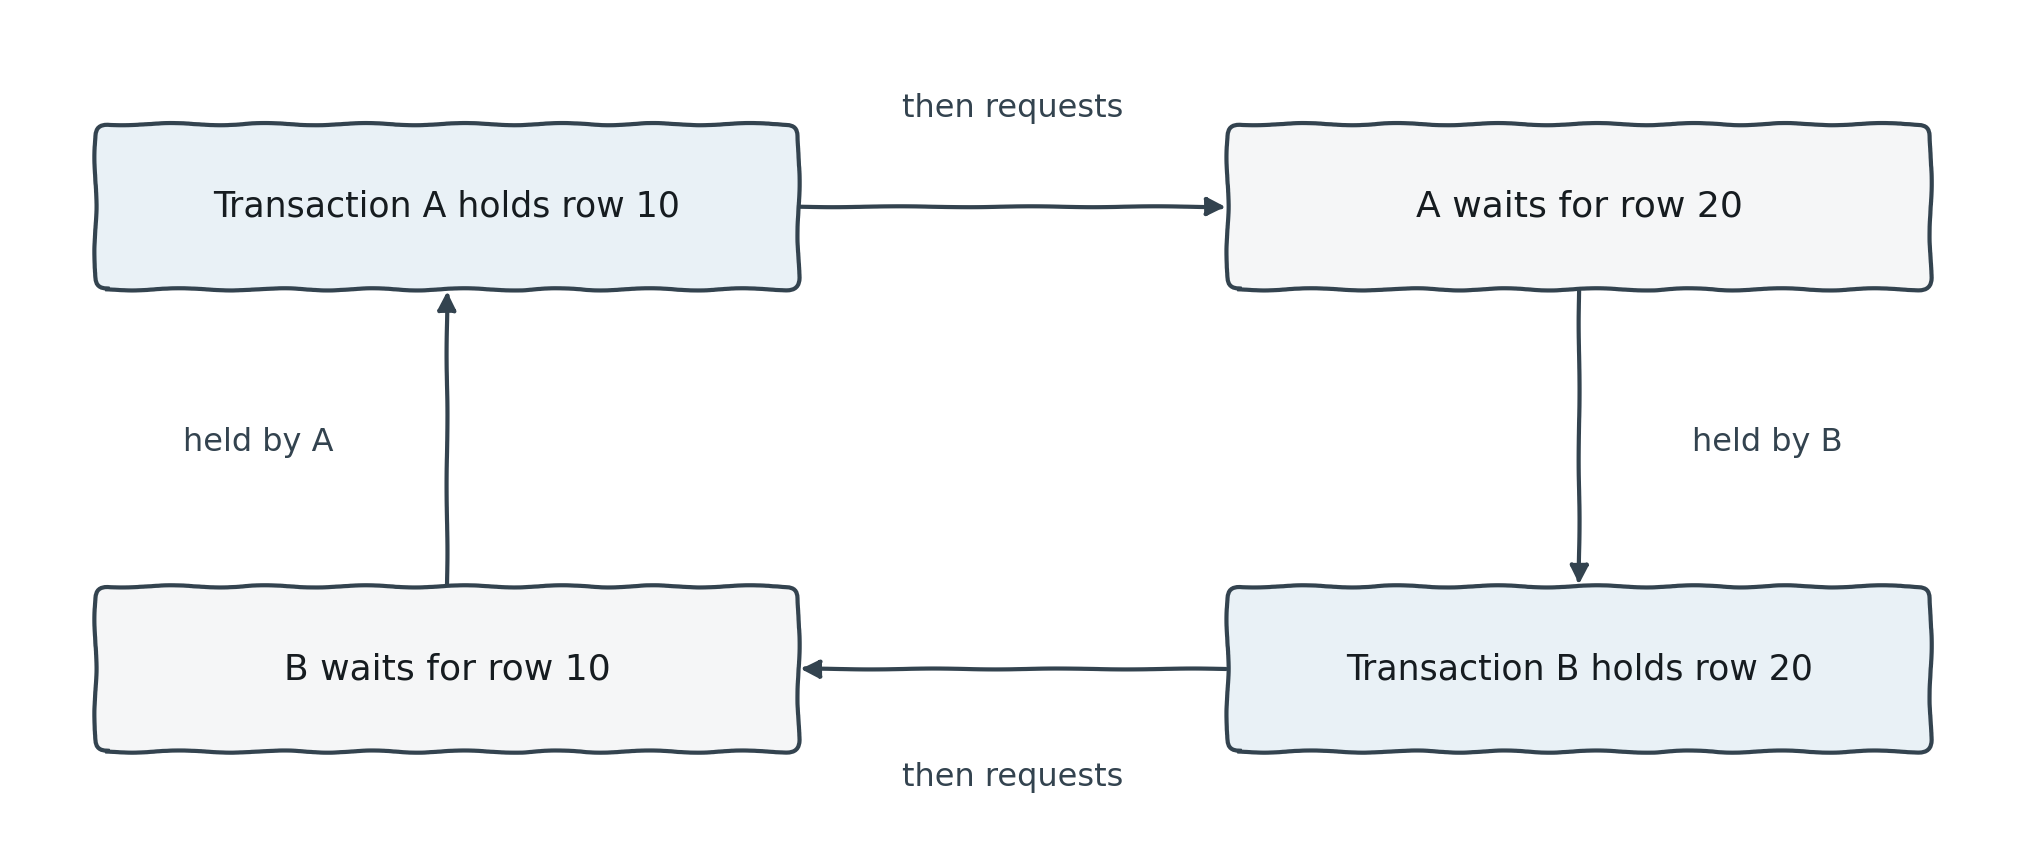 then requests
Transaction A holds row 10
A waits for row 20
held by A
held by B
B waits for row 10
Transaction B holds row 20
then requests